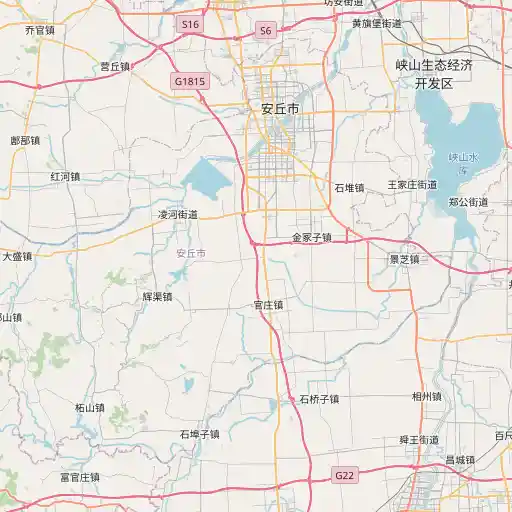 坊安街道
S16
S6
黄旗堡街道
乔官镇
营丘镇
峡山生态经济
开发区
G1815
安丘市
鄌郚镇
峡山水
库
红河镇
石堆镇
王家庄街道
郑公街道
凌河街道
金冢子镇
安丘市
大盛镇
景芝镇
辉渠镇
官庄镇
柘山镇
石桥子镇
相州镇
石埠子镇
舜王街道
百尺
昌城镇
富官庄镇
G22